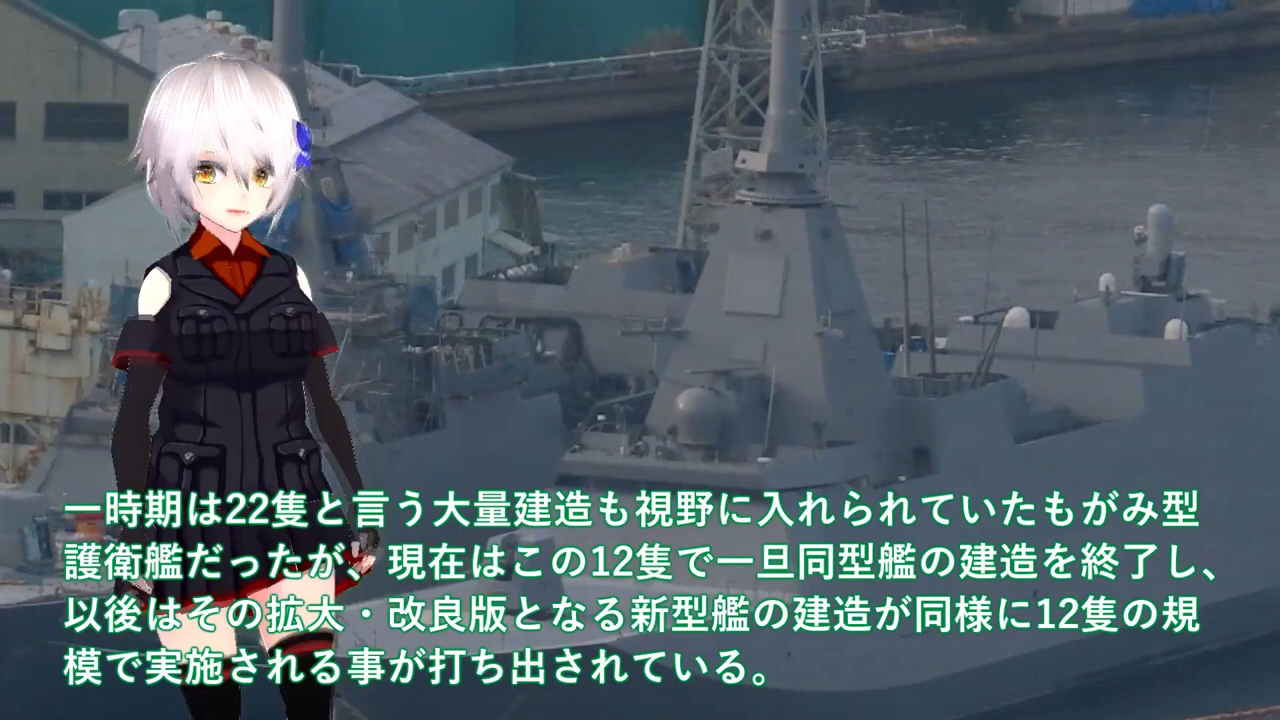 一時期は22隻と言う大量建造も視野に入れられていたもがみ型
護衛艦だったが、現在はこの12隻で一旦同型艦の建造を終了し、
以後はその拡大・改良版となる新型艦の建造が同様に12隻の規
模で実施される事が打ち出されている。